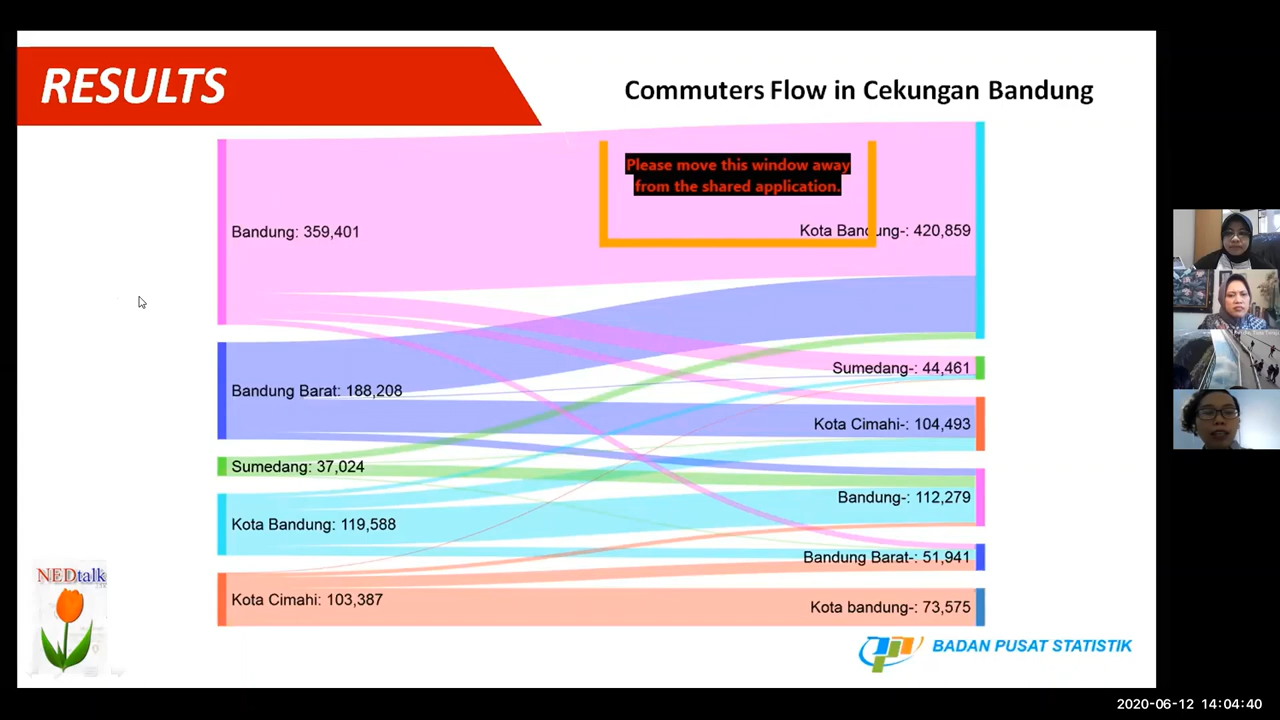 RESULTS
Commuters Flow in Cekungan Bandung
Please move this window away
from the shared application.
Bandung: 359,401
Kota Bandung-: 420,859
Bandung Barat: 188,208
Sumedang-: 44,461
Kota Cimahi-: 104,493
Sumedang: 37,024
Bandung-: 112,279
Kota Bandung: 119,588
Bandung Barat-: 51,941
Kota Cimahi: 103,387
Kota bandung-: 73,575
NEDtalk
BADAN PUSAT STATISTIK
2020-06-12 14:04:40